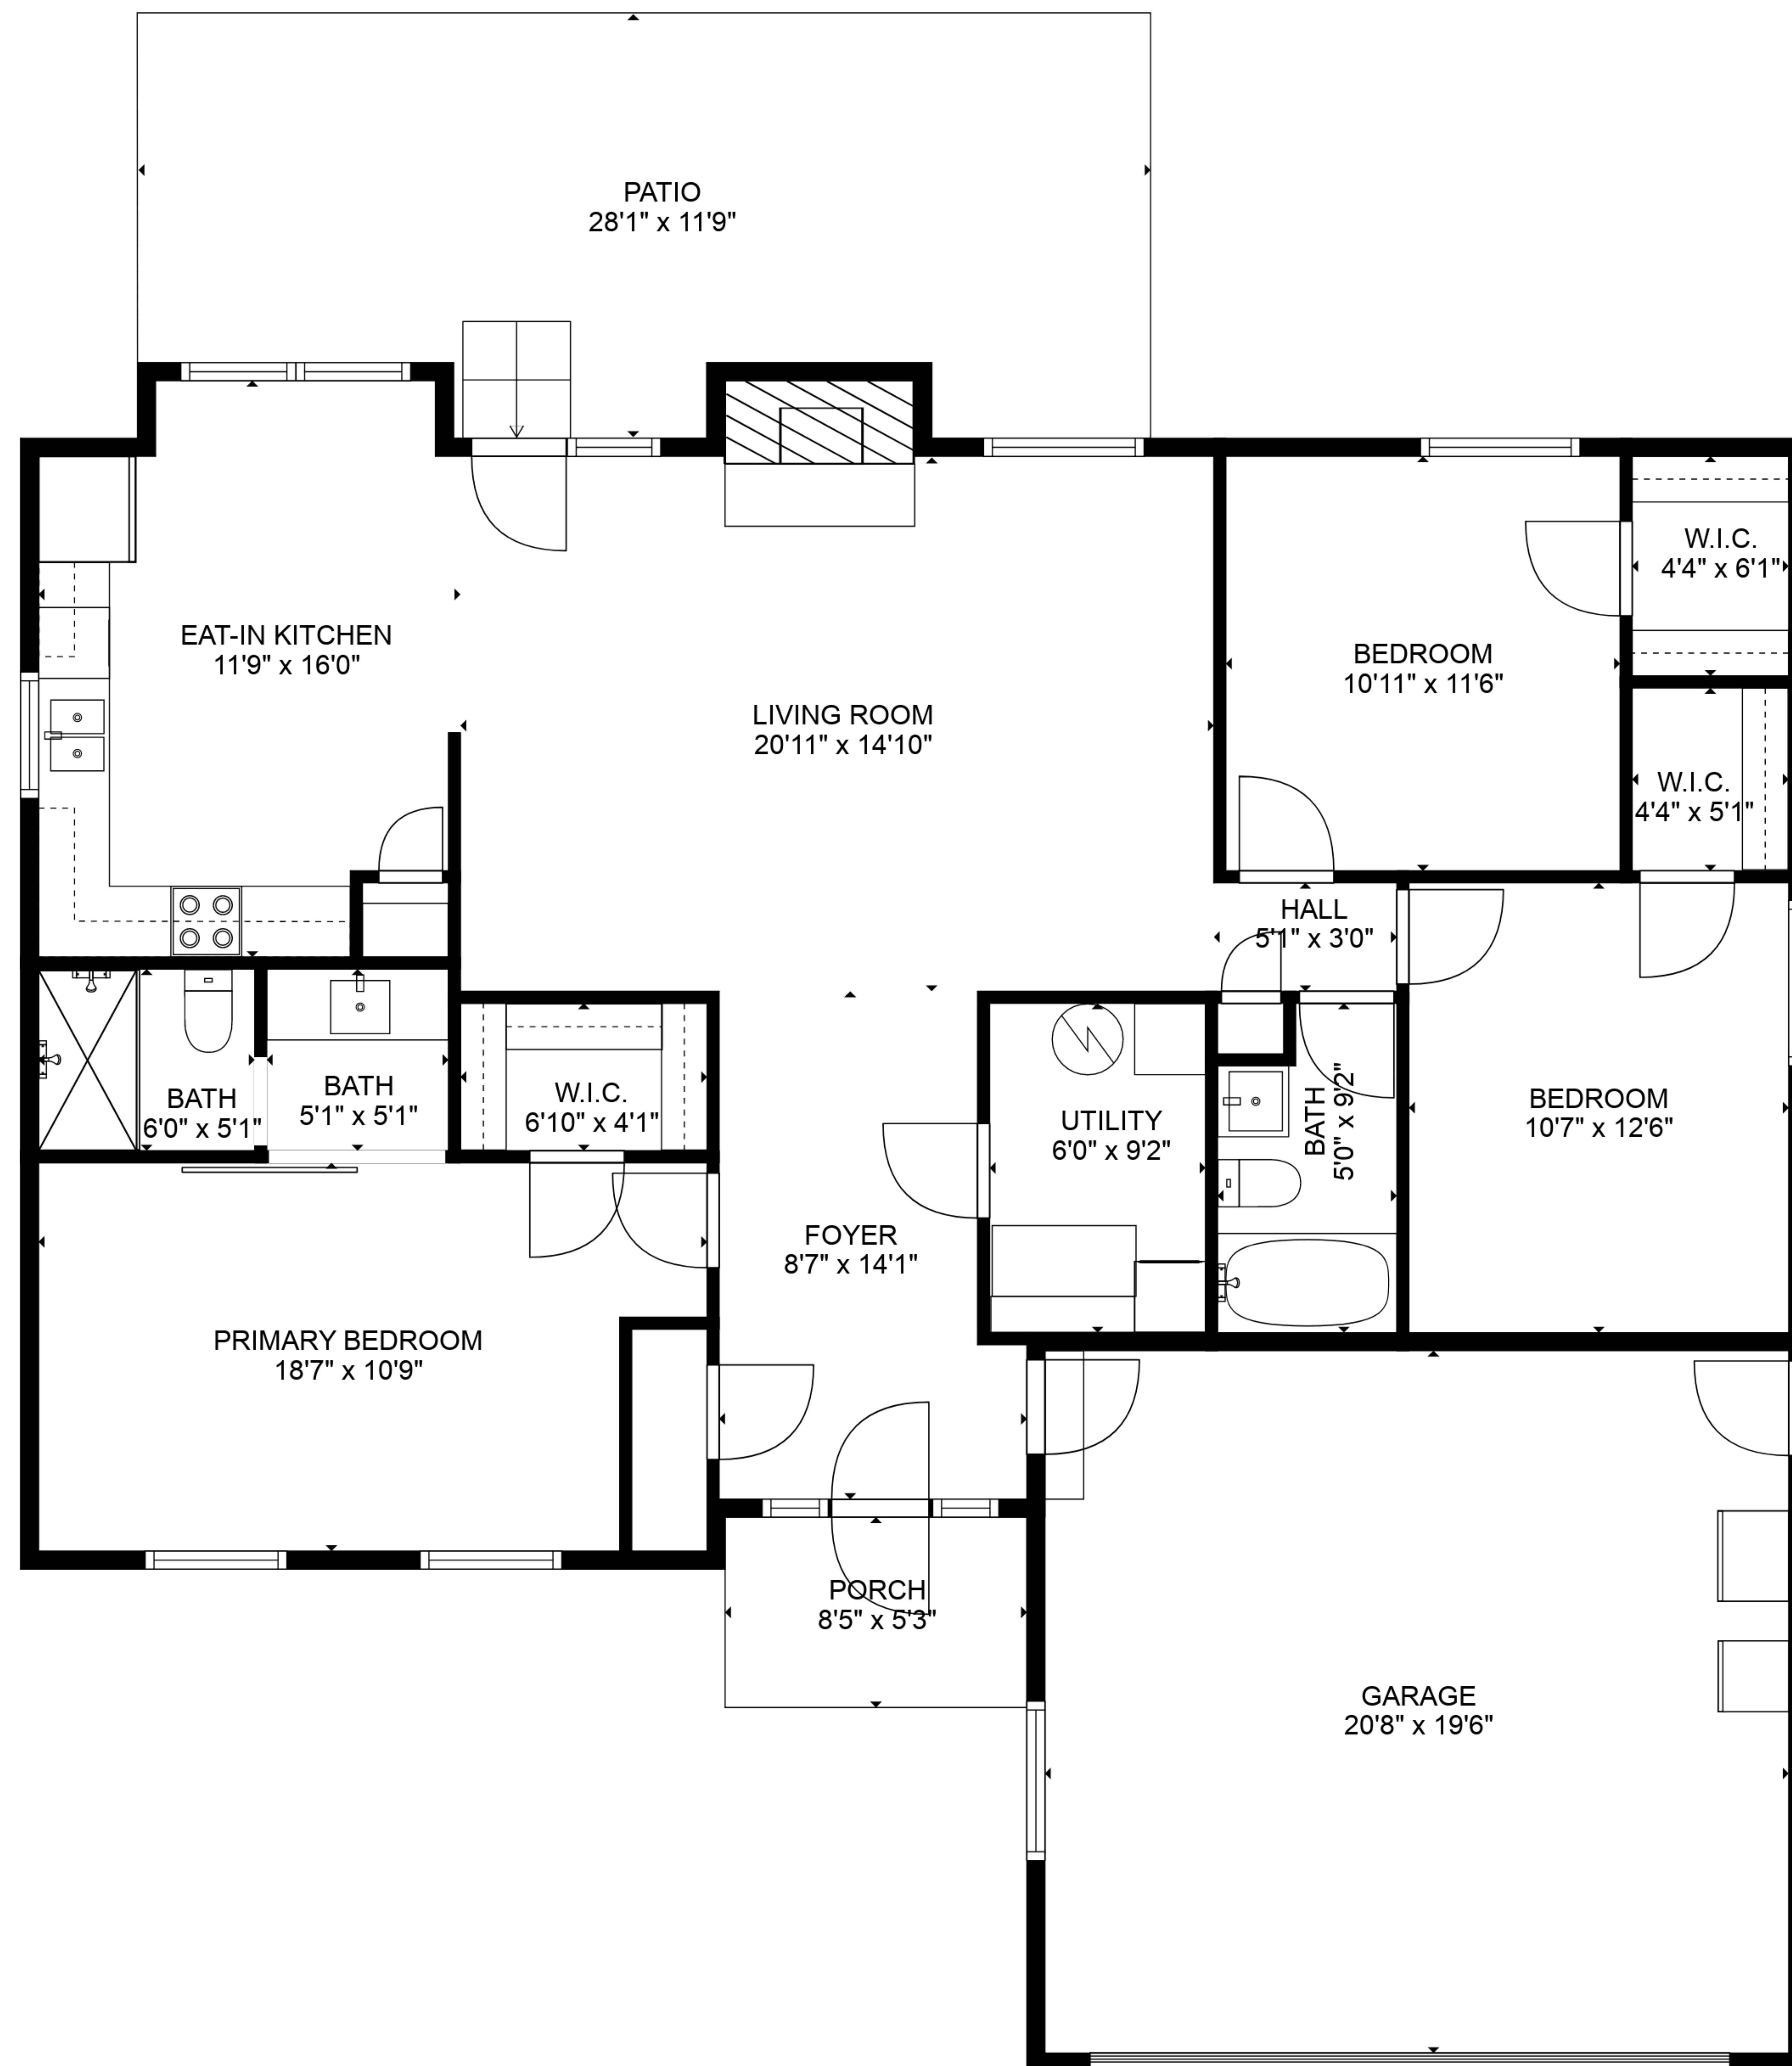 PATIO
28'1" x 11'9"
EAT-IN KITCHEN
11'9" x 16'0"
LIVING ROOM
20'11" x 14'10"
BEDROOM
10'11" x 11'6"
W.I.C.
4'4" x 6'1"
W.I.C.
4'4" x 5'1"
HALL
5'1" x 3'0"
BATH
6'0" x 5'1"
BATH
5'1" x 5'1"
W.I.C.
6'10" x 4'1"
UTILITY
6'0" x 9'2"
BATH
5'0" x 9'2"
BEDROOM
10'7" x 12'6"
FOYER
8'7" x 14'1"
PRIMARY BEDROOM
18'7" x 10'9"
PORCH
8'5" x 5'3"
GARAGE
20'8" x 19'6"